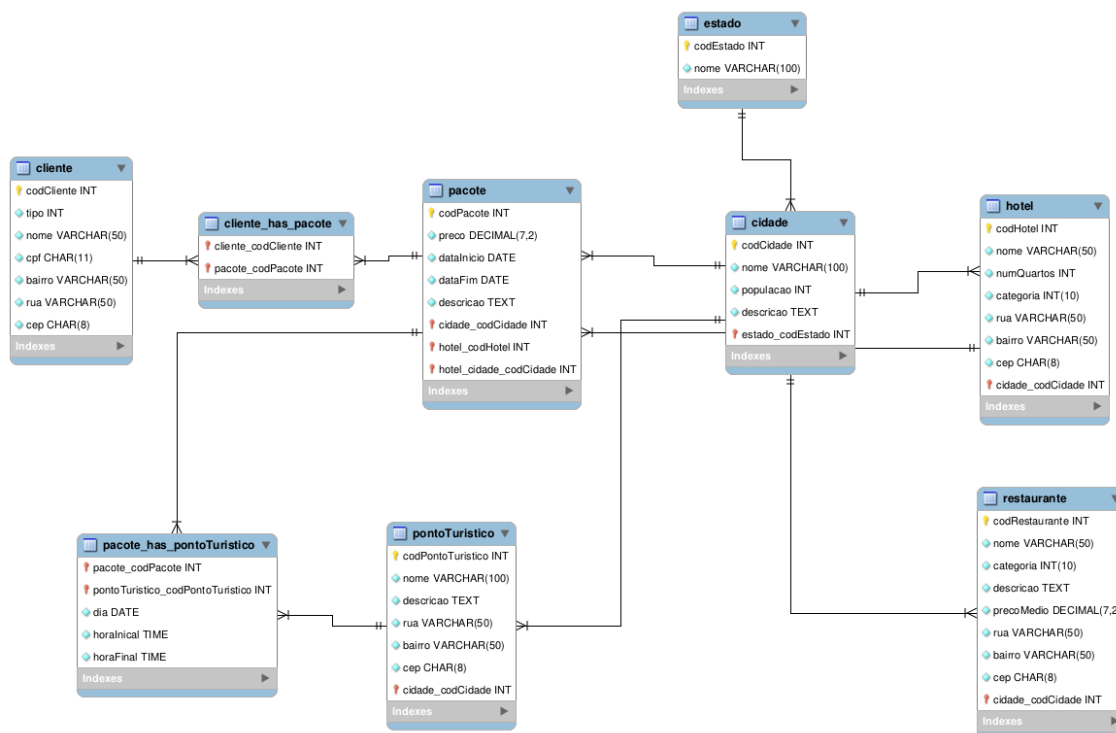 estado
codEstado INT
nome VARCHAR(100)
Indexes
cliente
codCliente INT
tipo INT
nome VARCHAR(50)
cpf CHAR(11)
bairro VARCHAR(50)
rua VARCHAR(50)
cep CHAR(8)
Indexes
cliente_has_pacote
cliente_codCliente INT
pacote_codPacote INT
Indexes
pacote
codPacote INT
preco DECIMAL(7,2)
dataInicio DATE
dataFim DATE
descricao TEXT
cidade_codCidade INT
hotel_codHotel INT
hotel_cidade_codCidade INT
Indexes
cidade
codCidade INT
nome VARCHAR(100)
populacao INT
descricao TEXT
estado_codEstado INT
Indexes
hotel
codHotel INT
nome VARCHAR(50)
numQuartos INT
categoria INT(10)
rua VARCHAR(50)
bairro VARCHAR(50)
cep CHAR(8)
cidade_codCidade INT
Indexes
pacote_has_pontoTuristico
pacote_codPacote INT
pontoTuristico_codPontoTuristico INT
dia DATE
horaInical TIME
horaFinal TIME
Indexes
pontoTuristico
codPontoTuristico INT
nome VARCHAR(100)
descricao TEXT
rua VARCHAR(50)
bairro VARCHAR(50)
cep CHAR(8)
cidade_codCidade INT
Indexes
restaurante
codRestaurante INT
nome VARCHAR(50)
categoria INT(10)
descricao TEXT
precoMedio DECIMAL(7,2
rua VARCHAR(50)
bairro VARCHAR(50)
cep CHAR(8)
cidade_codCidade INT
Indexes